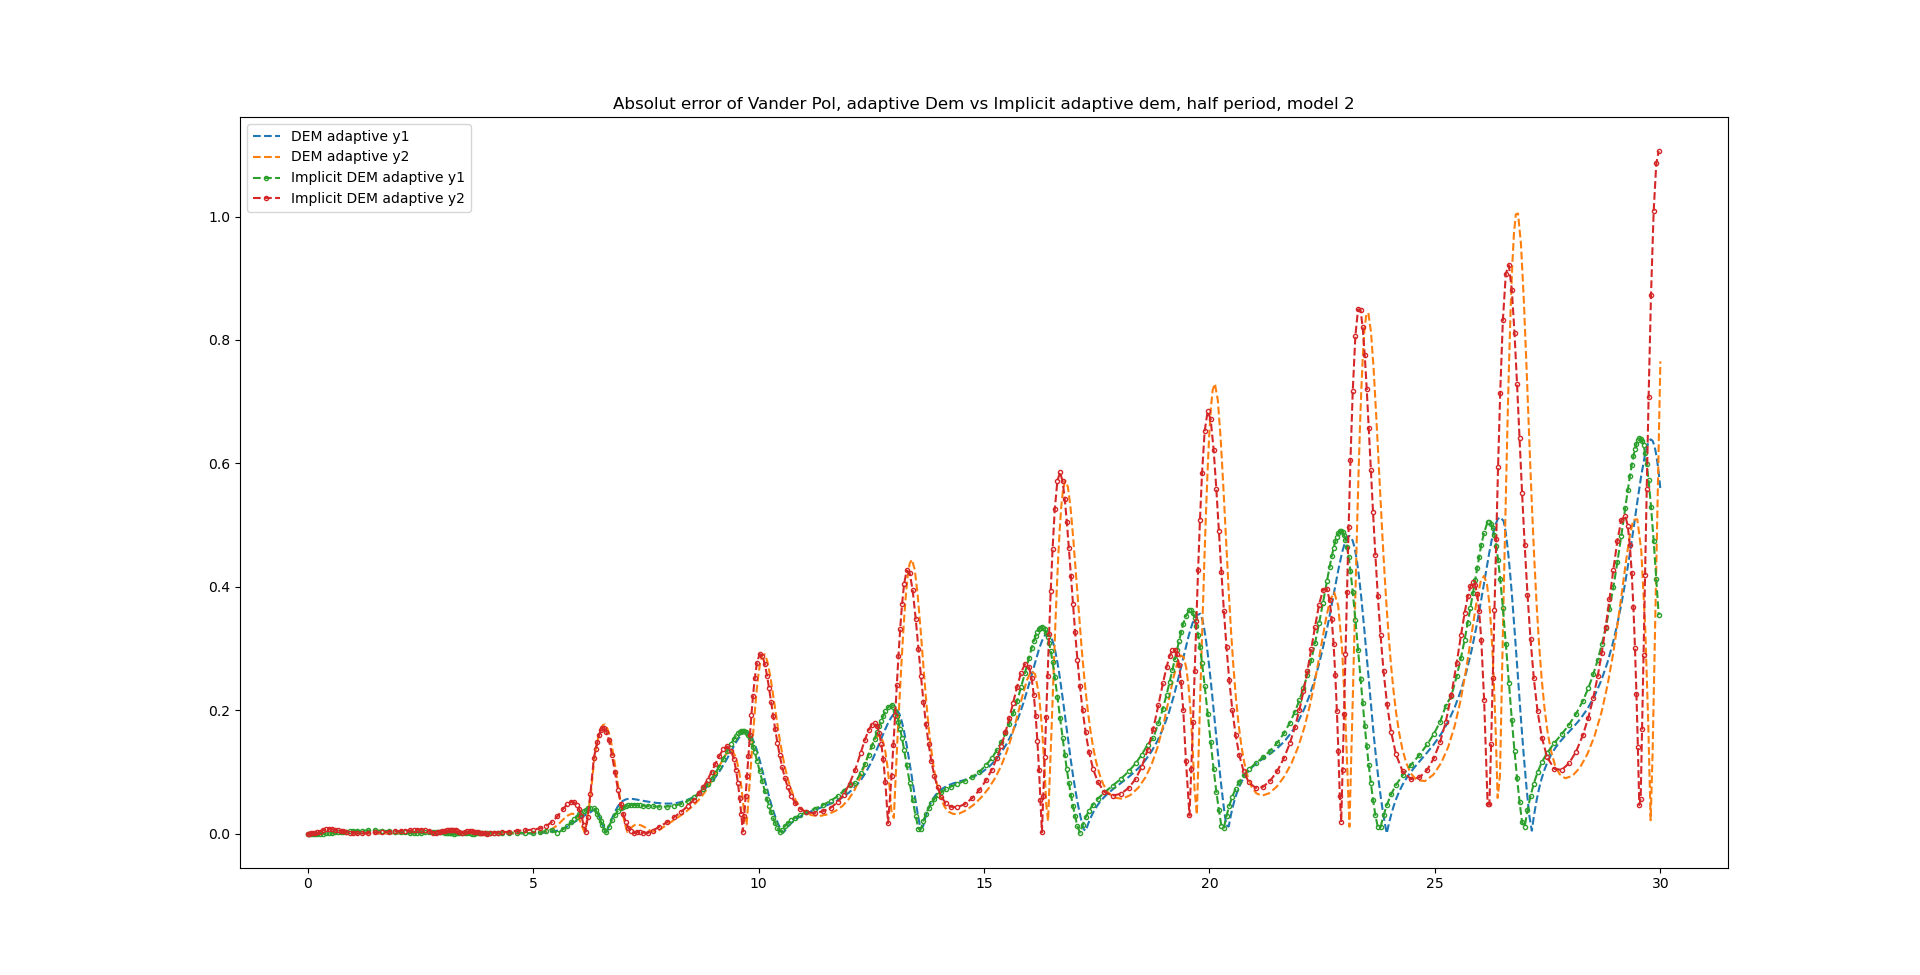 Absolut error of Vander Pol, adaptive Dem vs Implicit adaptive dem, half period, model 2
DEM adaptive y1
DEM adaptive y2
Implicit DEM adaptive y1
Implicit DEM adaptive y2
1.0
0.8
0.6
0.4
0.2
0.0
0 5 10 15 20 25 30